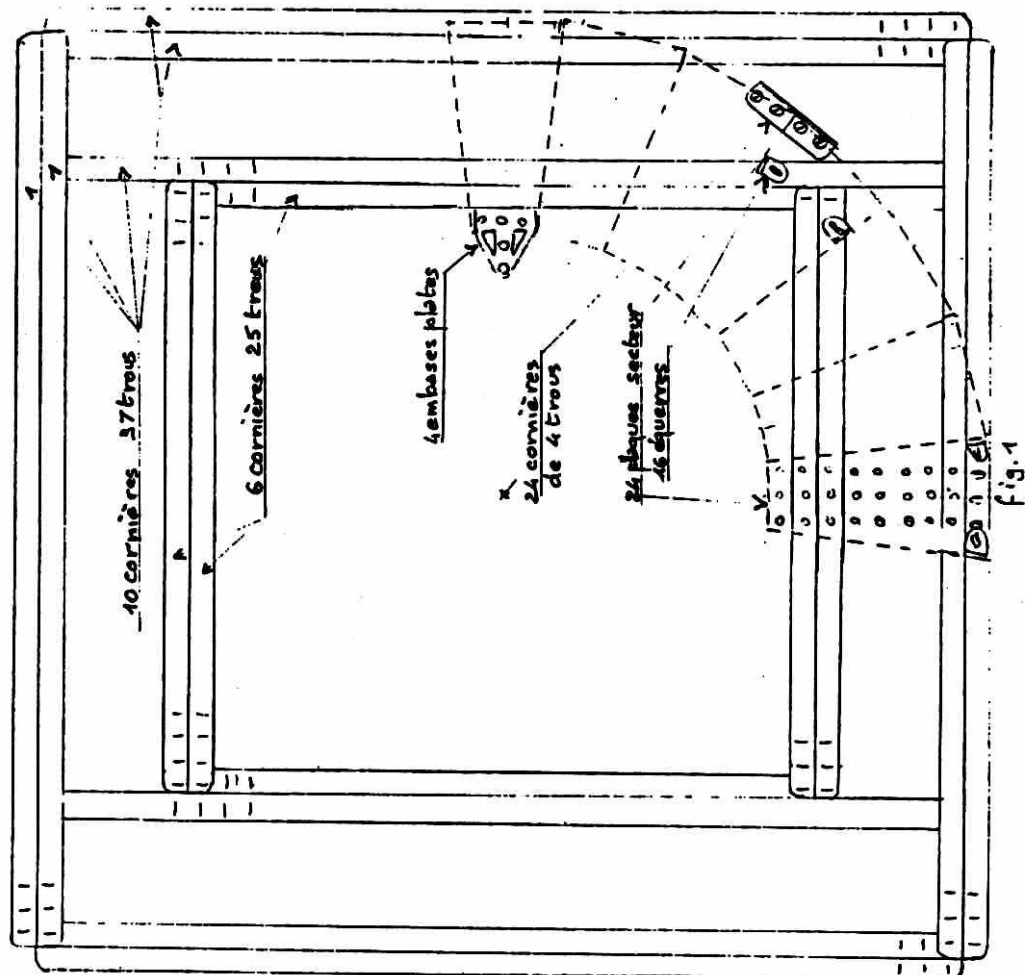 10 cornières 37 trous
6 Cornières 25 trous
4 embases plates
24 cornières
de 4 trous
24 plaques secteur
16 équerres
fig.1